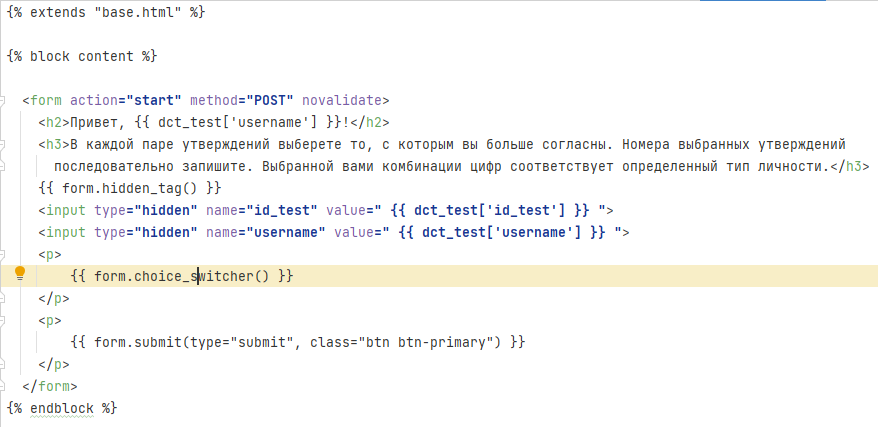 {% extends "base.html" %}
{% block content %}
<form action="start" method="POST" novalidate>
<h2>Привет, {{ dct_test['username'] }}!</h2>
<h3>В каждой паре утверждений выберете то, с которым вы больше согласны. Номера выбранных утверждений
последовательно запишите. Выбранной вами комбинации цифр соответствует определенный тип личности.</h3>
{{ form.hidden_tag() }}
<input type="hidden" name="id_test" value=" {{ dct_test['id_test'] }} ">
<input type="hidden" name="username" value=" {{ dct_test['username'] }} ">
<p>
{{ form.choice_switcher() }}
</p>
<p>
{{ form.submit(type="submit", class="btn btn-primary") }}
</p>
</form>
{% endblock %}